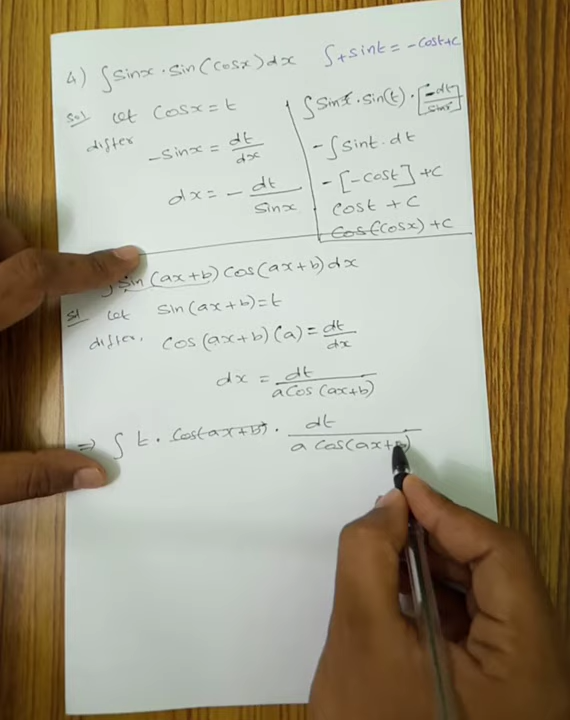 4) ∫ sinx · sin(cosx) dx ∫ + sint = -cost+c
Sol let cosx = t
differ
-sinx = dt/dx
dx = - dt/sinx
∫ sinx · sin(t) · [-dt/sinx]
- ∫ sint · dt
- [-cost] + c
cost + c
cos(cosx) + c
∫ sin(ax+b) cos(ax+b) dx
Sol let sin(ax+b) = t
differ. cos(ax+b) (a) = dt/dx
dx = dt/a cos(ax+b)
⇒ ∫ t · cos(ax+b) · dt/a cos(ax+b)